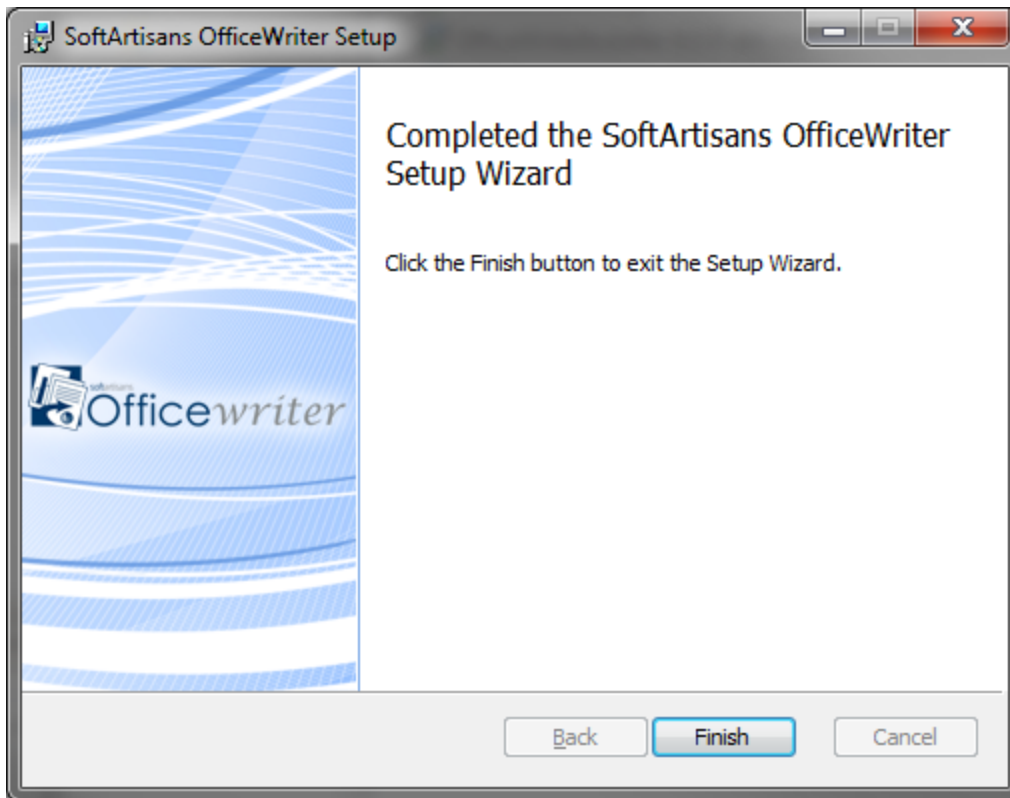 SoftArtisans OfficeWriter Setup
Completed the SoftArtisans OfficeWriter
Setup Wizard
Click the Finish button to exit the Setup Wizard.
softartisans
Officewriter
Back
Finish
Cancel